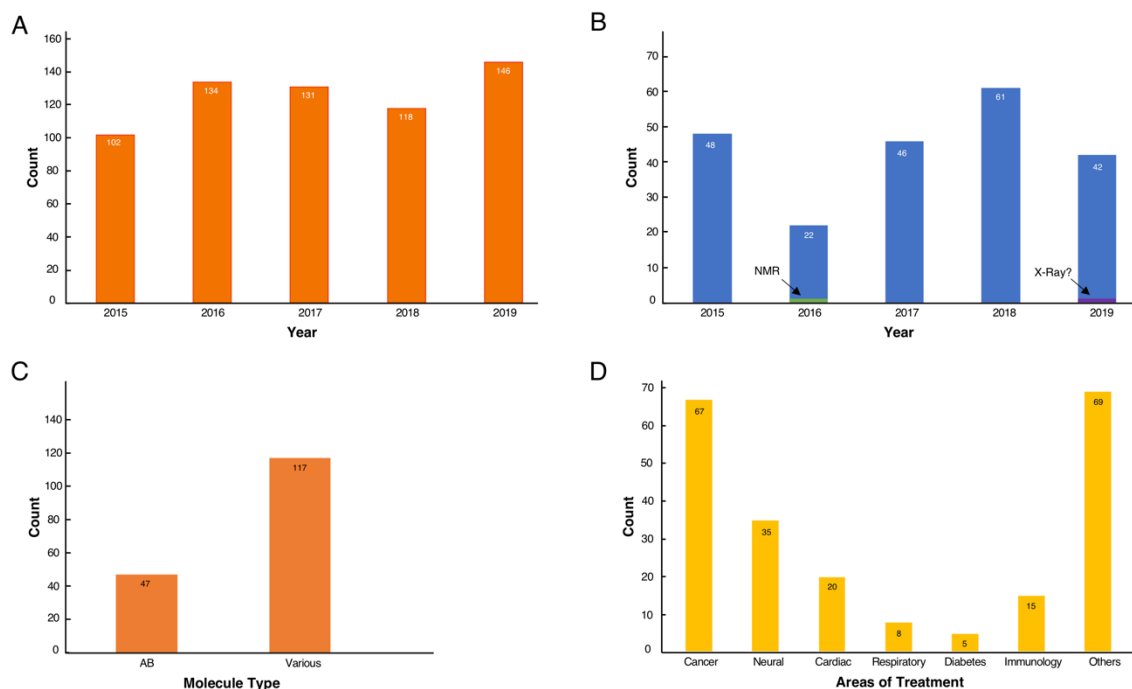 A
Count
140
120
100
80
60
40
20
0
102
134
131
118
146
2015
2016
2017
2018
2019
Year
B
Count
70
60
50
40
30
20
10
0
48
22
46
61
42
NMR
X-Ray?
2015
2016
2017
2018
2019
Year
C
Count
140
120
100
80
60
40
20
0
47
117
AB
Various
Molecule Type
D
Count
70
60
50
40
30
20
10
0
67
35
20
8
5
15
69
Cancer
Neural
Cardiac
Respiratory
Diabetes
Immunology
Others
Areas of Treatment